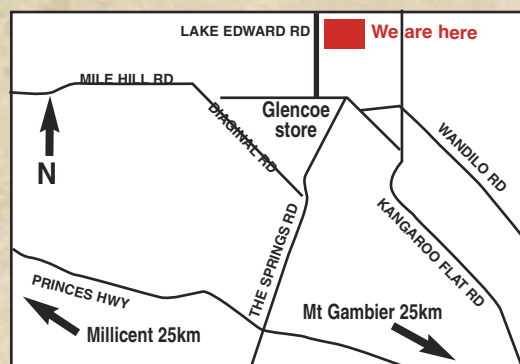 LAKE EDWARD RD
We are here
MILE HILL RD
Glencoe
store
DIAGINAL RD
WANDILO RD
N
KANGAROO FLAT RD
THE SPRINGS RD
PRINCES HWY
Mt Gambier 25km
Millicent 25km